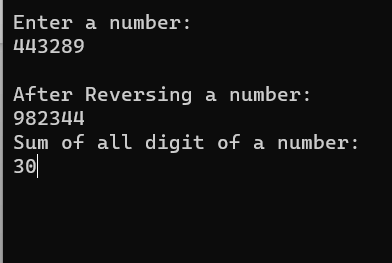 Enter a number:
443289
After Reversing a number:
982344
Sum of all digit of a number:
30